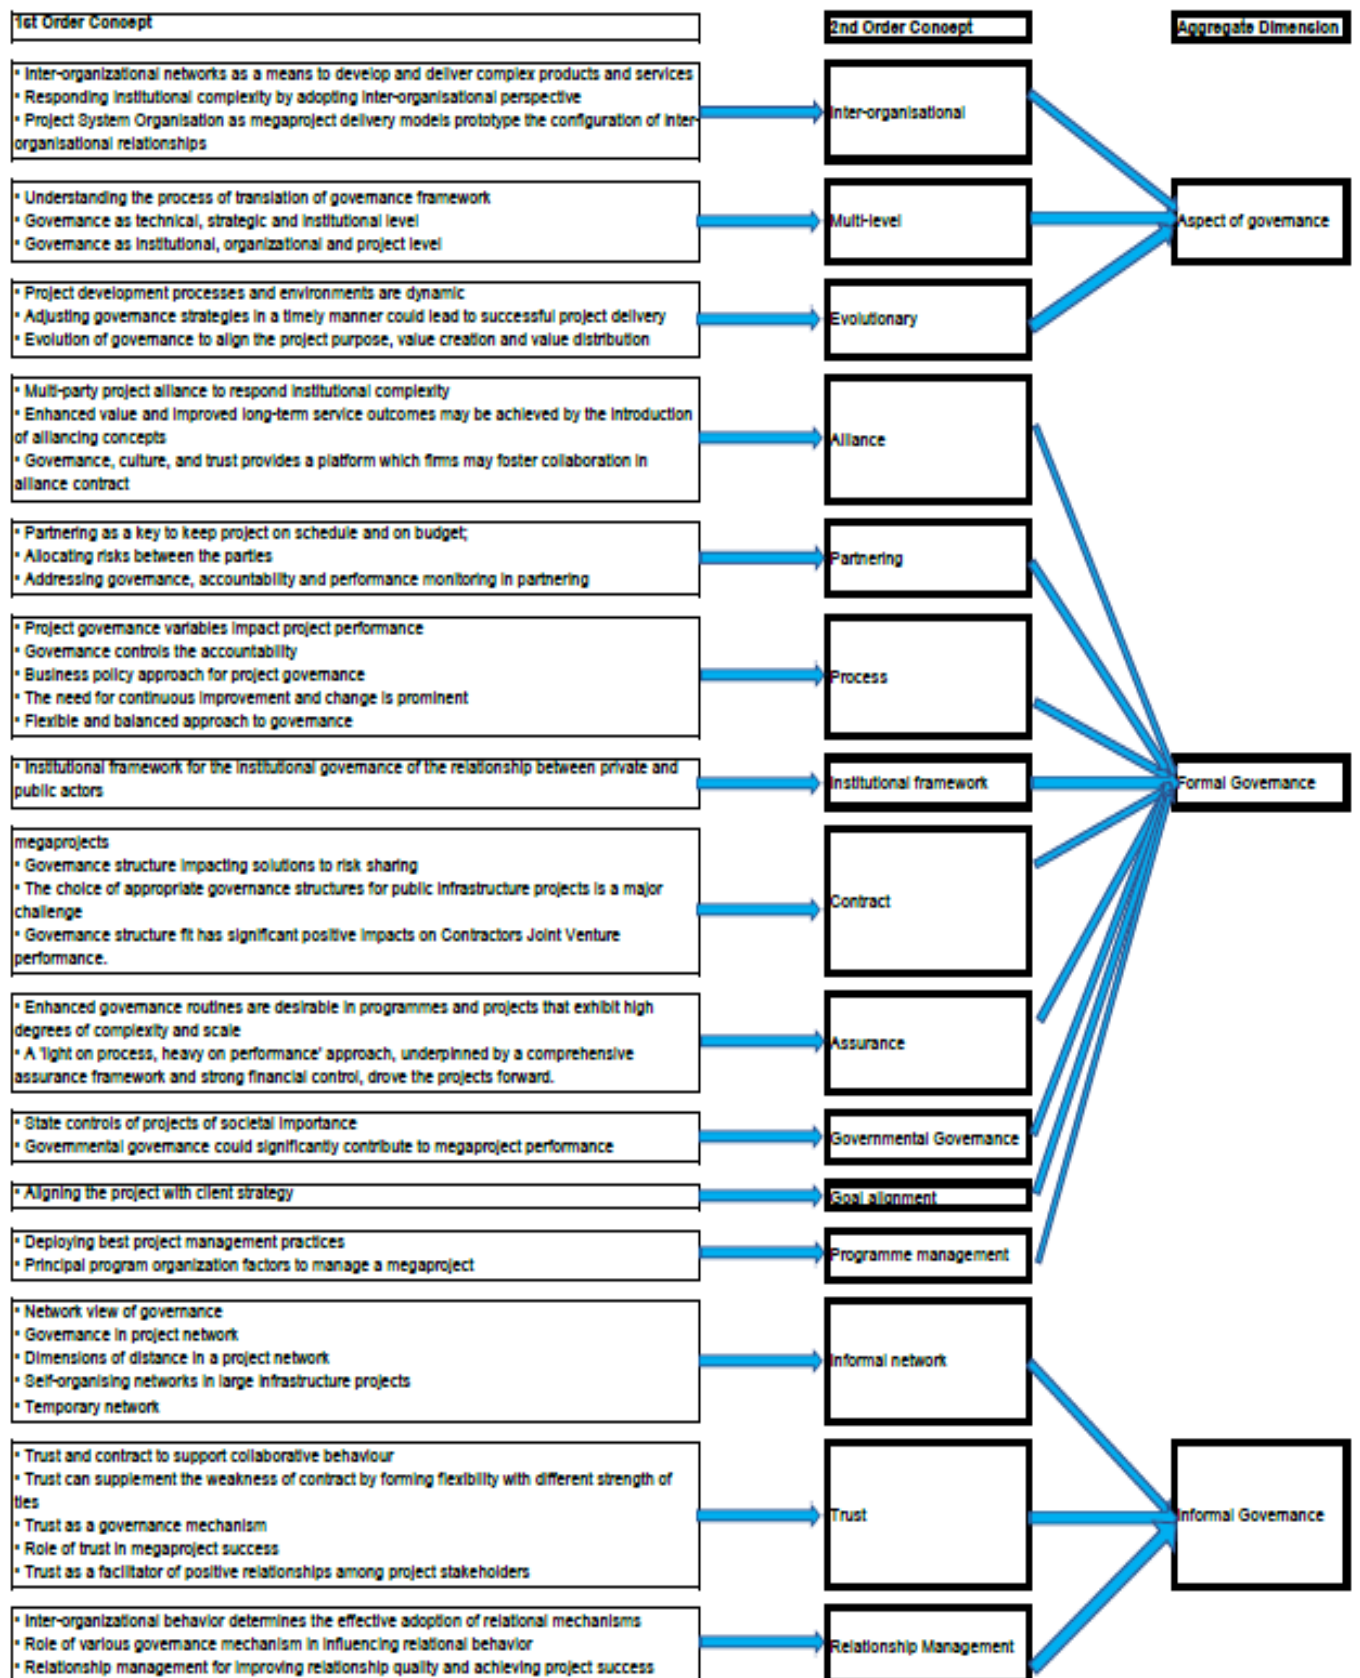 1st Order Concept
2nd Order Concept
Aggregate Dimension
▪ Inter-organizational networks as a means to develop and deliver complex products and services
▪ Responding institutional complexity by adopting inter-organisational perspective
▪ Project System Organisation as megaproject delivery models prototype the configuration of inter-
organisational relationships
Inter-organisational
▪ Understanding the process of translation of governance framework
▪ Governance as technical, strategic and institutional level
▪ Governance as institutional, organizational and project level
Multi-level
Aspect of governance
▪ Project development processes and environments are dynamic
▪ Adjusting governance strategies in a timely manner could lead to successful project delivery
▪ Evolution of governance to align the project purpose, value creation and value distribution
Evolutionary
▪ Multi-party project alliance to respond institutional complexity
▪ Enhanced value and improved long-term service outcomes may be achieved by the introduction
of alliancing concepts
▪ Governance, culture, and trust provides a platform which firms may foster collaboration in
alliance contract
Alliance
▪ Partnering as a key to keep project on schedule and on budget;
▪ Allocating risks between the parties
▪ Addressing governance, accountability and performance monitoring in partnering
Partnering
▪ Project governance variables impact project performance
▪ Governance controls the accountability
▪ Business policy approach for project governance
▪ The need for continuous improvement and change is prominent
▪ Flexible and balanced approach to governance
Process
▪ Institutional framework for the institutional governance of the relationship between private and
public actors
Institutional framework
Formal Governance
megaprojects
▪ Governance structure impacting solutions to risk sharing
▪ The choice of appropriate governance structures for public infrastructure projects is a major
challenge
▪ Governance structure fit has significant positive impacts on Contractors Joint Venture
performance.
Contract
▪ Enhanced governance routines are desirable in programmes and projects that exhibit high
degrees of complexity and scale
▪ A 'light on process, heavy on performance' approach, underpinned by a comprehensive
assurance framework and strong financial control, drove the projects forward.
Assurance
▪ State controls of projects of societal importance
▪ Governmental governance could significantly contribute to megaproject performance
Governmental Governance
▪ Aligning the project with client strategy
Goal alignment
▪ Deploying best project management practices
▪ Principal program organization factors to manage a megaproject
Programme management
▪ Network view of governance
▪ Governance in project network
▪ Dimensions of distance in a project network
▪ Self-organising networks in large infrastructure projects
▪ Temporary network
Informal network
▪ Trust and contract to support collaborative behaviour
▪ Trust can supplement the weakness of contract by forming flexibility with different strength of
ties
▪ Trust as a governance mechanism
▪ Role of trust in megaproject success
▪ Trust as a facilitator of positive relationships among project stakeholders
Trust
Informal Governance
▪ Inter-organizational behavior determines the effective adoption of relational mechanisms
▪ Role of various governance mechanism in influencing relational behavior
▪ Relationship management for improving relationship quality and achieving project success
Relationship Management